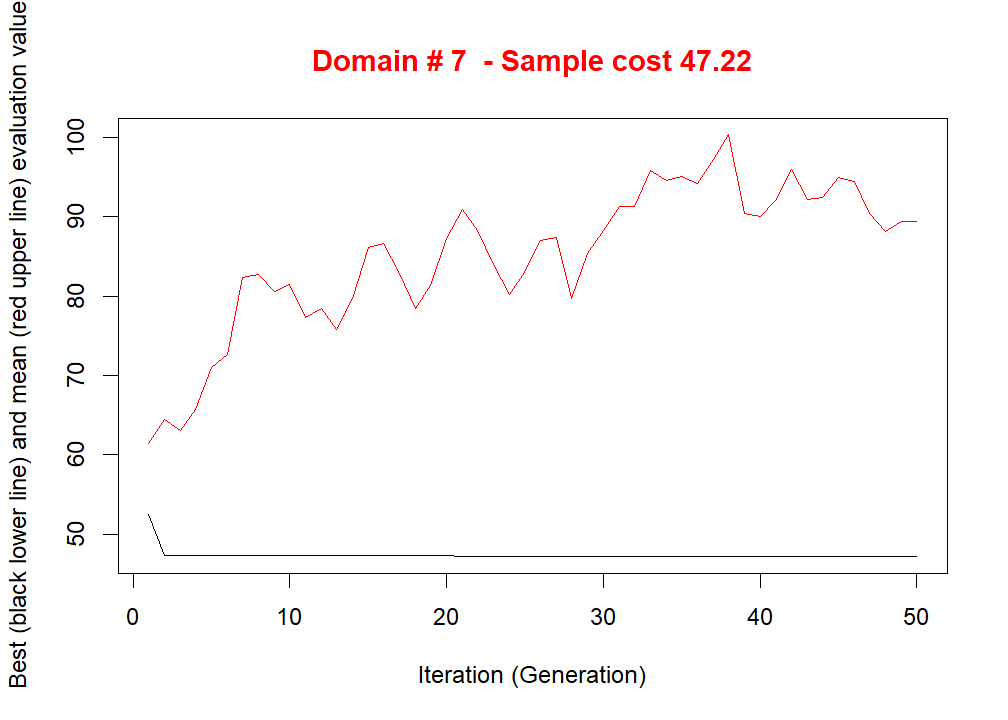 Domain # 7  - Sample cost 47.22
Best (black lower line) and mean (red upper line) evaluation value
100
90
80
70
60
50
0 10 20 30 40 50
Iteration (Generation)